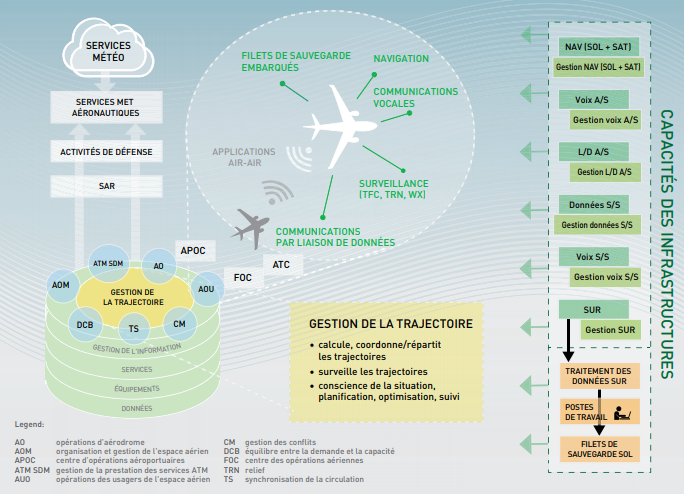 SERVICES
MÉTÉO
SERVICES MET
AÉRONAUTIQUES
ACTIVITÉS DE DÉFENSE
SAR
FILETS DE SAUVEGARDE
EMBARQUÉS
NAVIGATION
COMMUNICATIONS
VOCALES
APPLICATIONS
AIR-AIR
SURVEILLANCE
(TFC, TRN, WX)
COMMUNICATIONS
PAR LIAISON DE DONNÉES
APOC
FOC
ATC
ATM SDM
AO
AOM
AOU
GESTION DE
LA TRAJECTOIRE
DCB
TS
CM
GESTION DE L'INFORMATION
SERVICES
ÉQUIPEMENTS
DONNÉES
GESTION DE LA TRAJECTOIRE
• calcule, coordonne/répartit
les trajectoires
• surveille les trajectoires
• conscience de la situation,
planification, optimisation, suivi
NAV (SOL + SAT)
Gestion NAV (SOL + SAT)
Voix A/S
Gestion voix A/S
L/D A/S
Gestion L/D A/S
Données S/S
Gestion données S/S
Voix S/S
Gestion voix S/S
SUR
Gestion SUR
TRAITEMENT DES
DONNÉES SUR
POSTES
DE TRAVAIL
FILETS DE
SAUVEGARDE SOL
CAPACITÉS DES INFRASTRUCTURES
Legend:
AO opérations d'aérodrome
AOM organisation et gestion de l'espace aérien
APOC centre d'opérations aéroportuaires
ATM SDM gestion de la prestation des services ATM
AUO opérations des usagers de l'espace aérien
CM gestion des conflits
DCB équilibre entre la demande et la capacité
FOC centre des opérations aériennes
TRN relief
TS synchronisation de la circulation